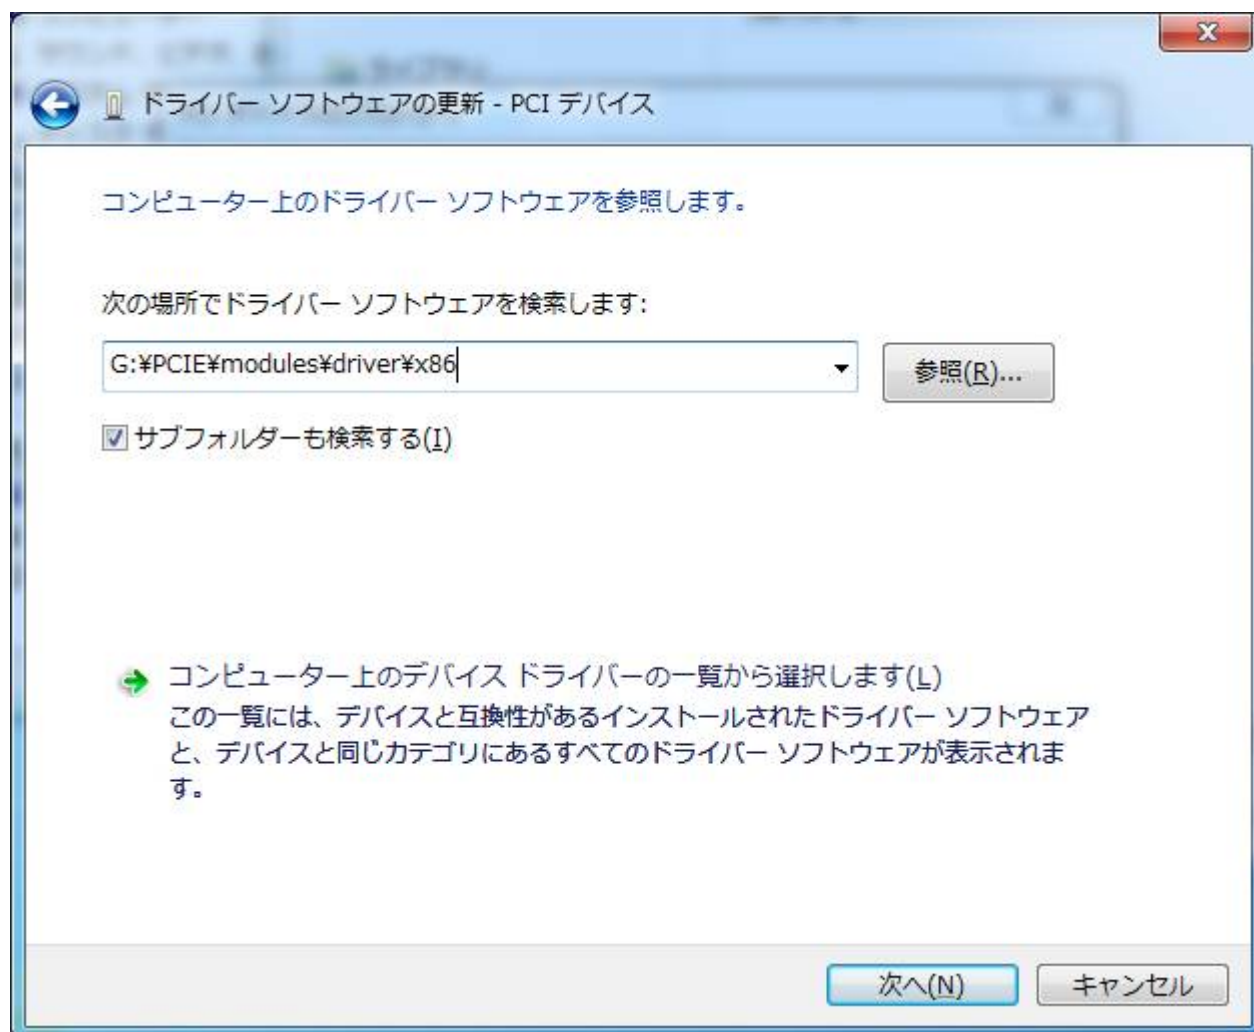 ドライバー ソフトウェアの更新 - PCI デバイス
コンピューター上のドライバー ソフトウェアを参照します。
次の場所でドライバー ソフトウェアを検索します:
G:¥PCIE¥modules¥driver¥x86
参照(R)...
サブフォルダーも検索する(I)
コンピューター上のデバイス ドライバーの一覧から選択します(L)
この一覧には、デバイスと互換性があるインストールされたドライバー ソフトウェア
と、デバイスと同じカテゴリにあるすべてのドライバー ソフトウェアが表示されま
す。
次へ(N)
キャンセル